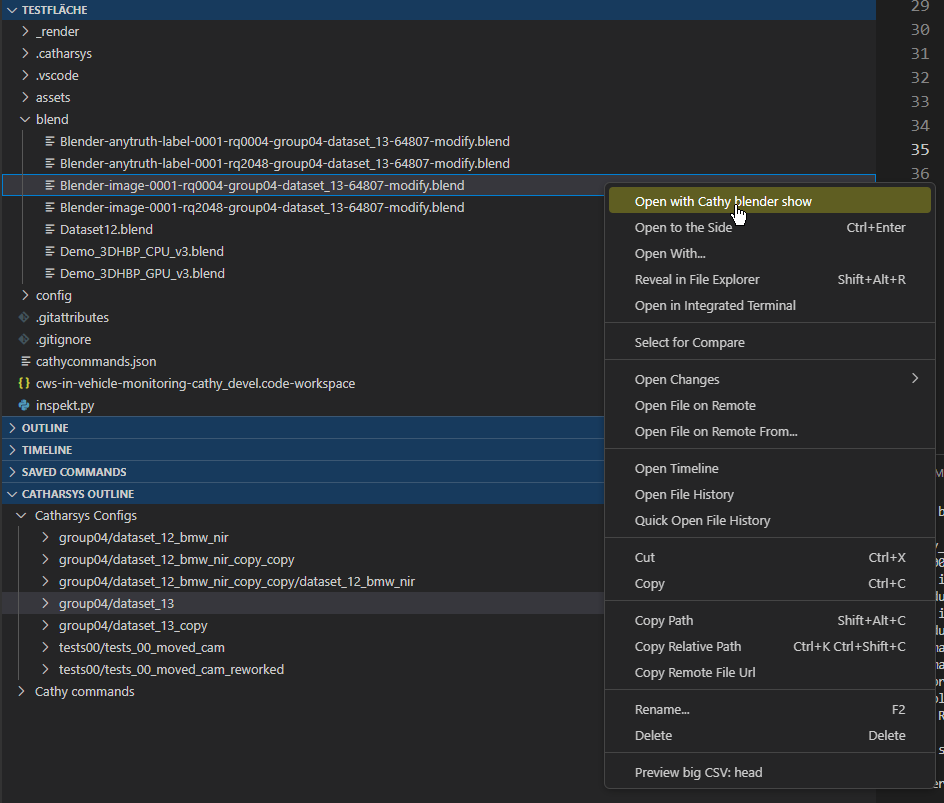 TESTFLÄCHE
_render
.catharsys
.vscode
assets
blend
Blender-anytruth-label-0001-rq0004-group04-dataset_13-64807-modify.blend
Blender-anytruth-label-0001-rq2048-group04-dataset_13-64807-modify.blend
Blender-image-0001-rq0004-group04-dataset_13-64807-modify.blend
Blender-image-0001-rq2048-group04-dataset_13-64807-modify.blend
Dataset12.blend
Demo_3DHBP_CPU_v3.blend
Demo_3DHBP_GPU_v3.blend
config
.gitattributes
.gitignore
cathycommands.json
{} cws-in-vehicle-monitoring-cathy_devel.code-workspace
inspekt.py
OUTLINE
TIMELINE
SAVED COMMANDS
CATHARSYS OUTLINE
Catharsys Configs
group04/dataset_12_bmw_nir
group04/dataset_12_bmw_nir_copy_copy
group04/dataset_12_bmw_nir_copy_copy/dataset_12_bmw_nir
group04/dataset_13
group04/dataset_13_copy
tests00/tests_00_moved_cam
tests00/tests_00_moved_cam_reworked
Cathy commands
29
30
31
32
33
34
35
36
Open with Cathy blender show
Open to the Side Ctrl+Enter
Open With...
Reveal in File Explorer Shift+Alt+R
Open in Integrated Terminal
Select for Compare
Open Changes
Open File on Remote
Open File on Remote From...
Open Timeline
Open File History
Quick Open File History
Cut Ctrl+X
Copy Ctrl+C
Copy Path Shift+Alt+C
Copy Relative Path Ctrl+K Ctrl+Shift+C
Copy Remote File Url
Rename... F2
Delete Delete
Preview big CSV: head